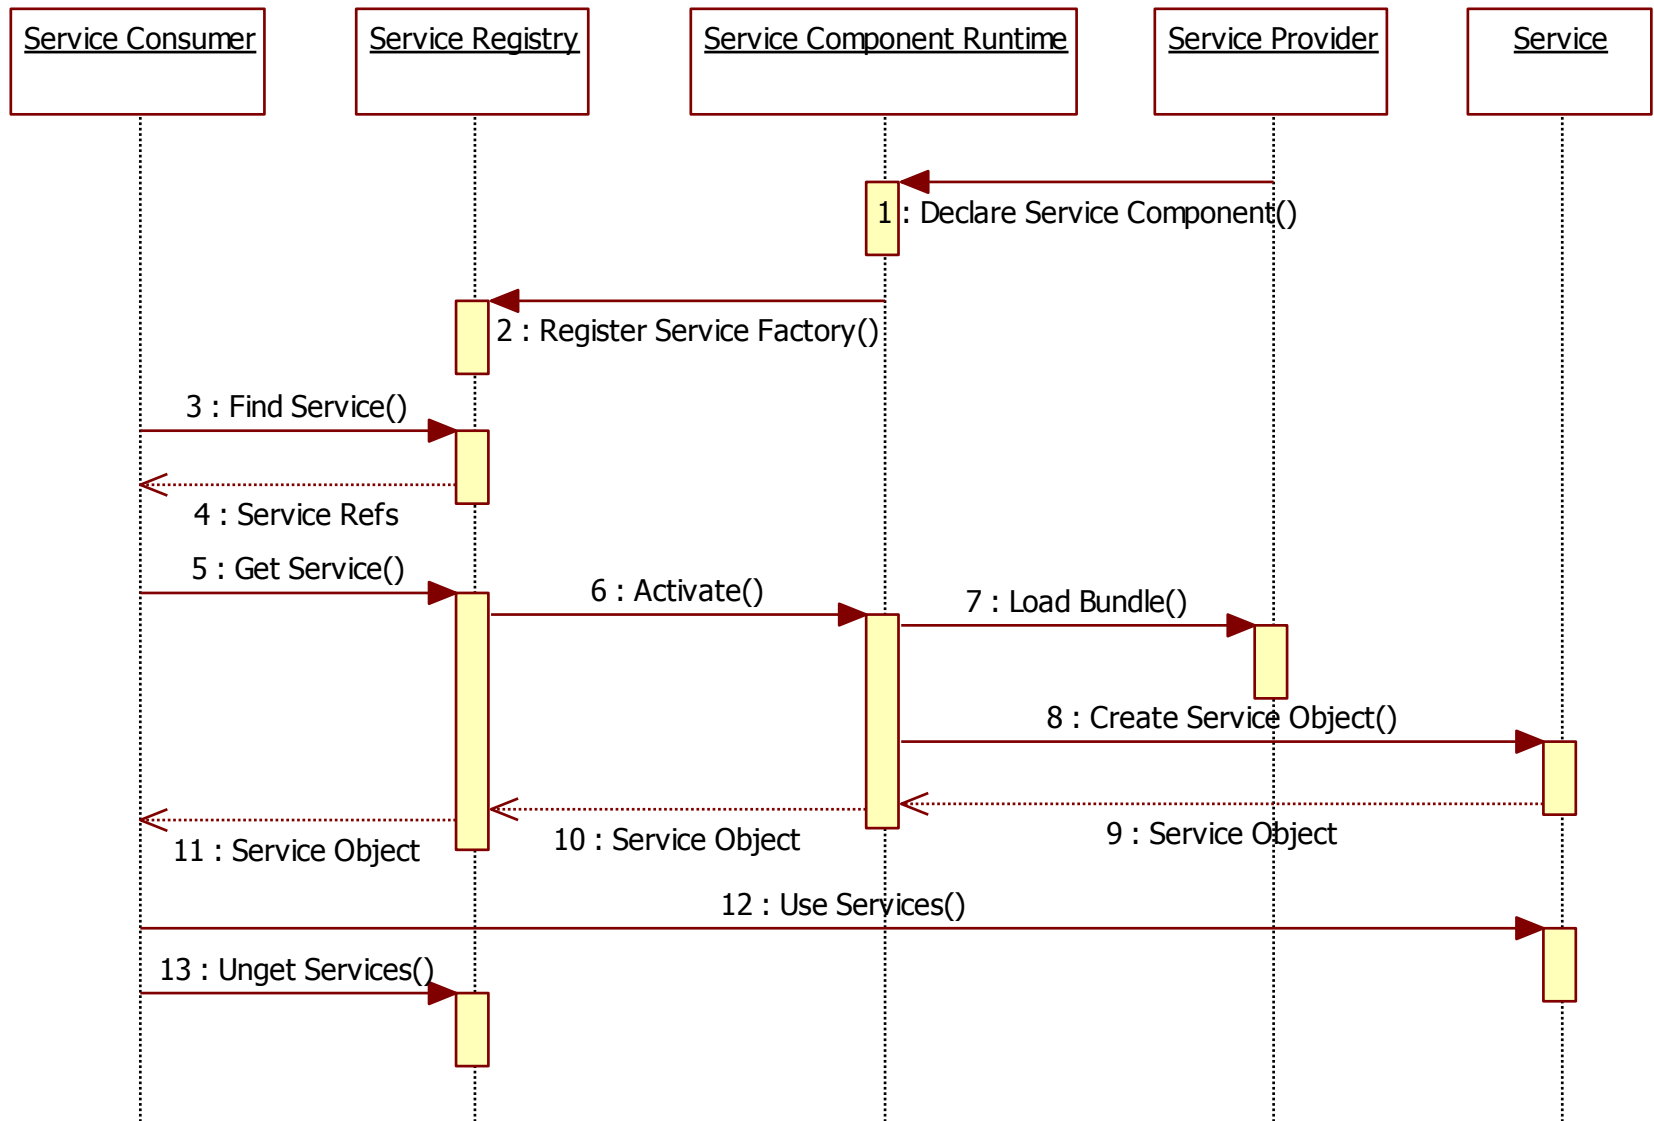 Service Consumer
Service Registry
Service Component Runtime
Service Provider
Service
1 : Declare Service Component()
2 : Register Service Factory()
3 : Find Service()
4 : Service Refs
5 : Get Service()
6 : Activate()
7 : Load Bundle()
8 : Create Service Object()
9 : Service Object
10 : Service Object
11 : Service Object
12 : Use Services()
13 : Unget Services()